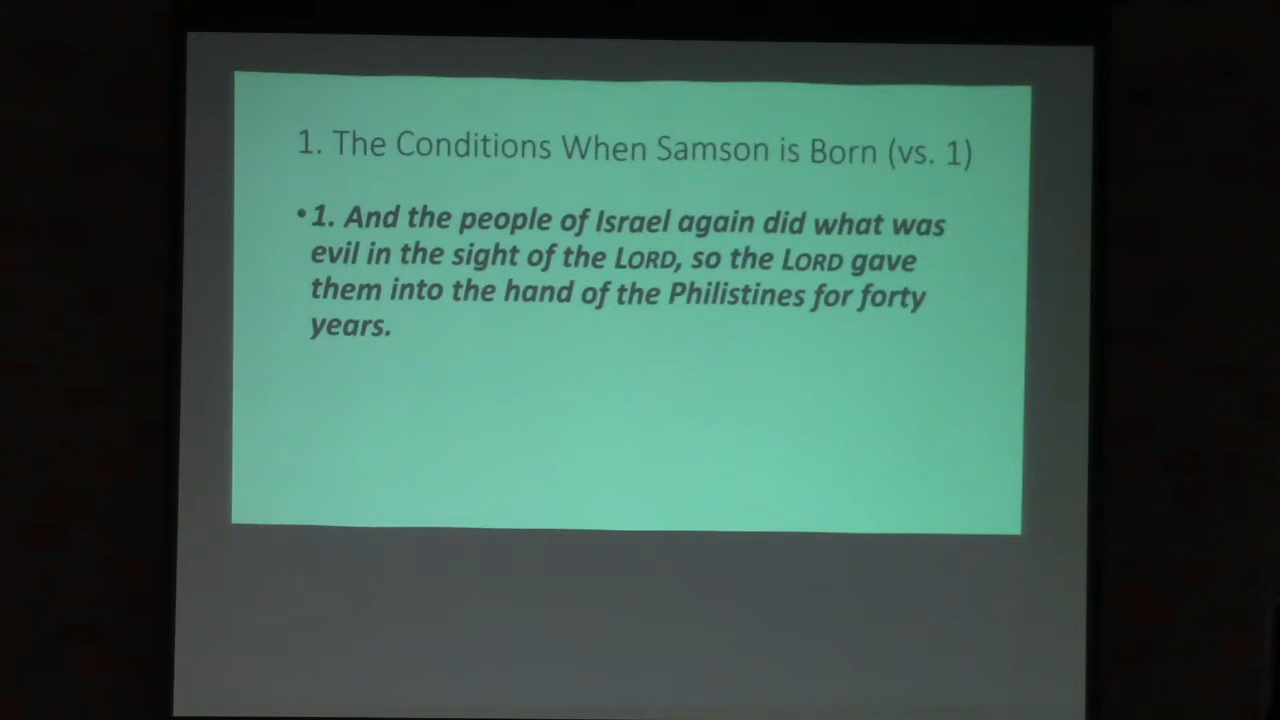 1. The Conditions When Samson is Born (vs. 1)
•1. And the people of Israel again did what was
evil in the sight of the LORD, so the LORD gave
them into the hand of the Philistines for forty
years.